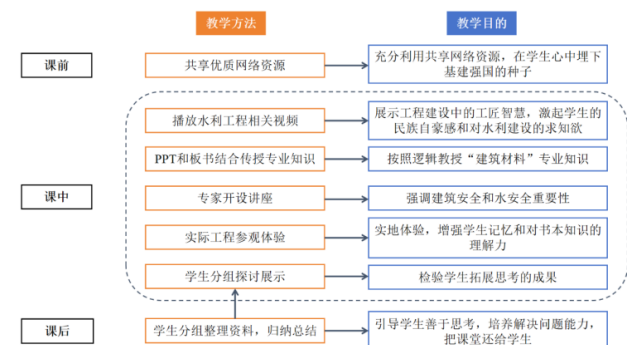 教学方法
教学目的
课前
共享优质网络资源
充分利用共享网络资源，在学生心中埋下
基建强国的种子
播放水利工程相关视频
展示工程建设中的工匠智慧，激起学生的
民族自豪感和对水利建设的求知欲
PPT和板书结合传授专业知识
按照逻辑教授“建筑材料”专业知识
课中
专家开设讲座
强调建筑安全和水安全重要性
实际工程参观体验
实地体验，增强学生记忆和对书本知识的
理解力
学生分组探讨展示
检验学生拓展思考的成果
课后
学生分组整理资料，归纳总结
引导学生善于思考，培养解决问题能力，
把课堂还给学生